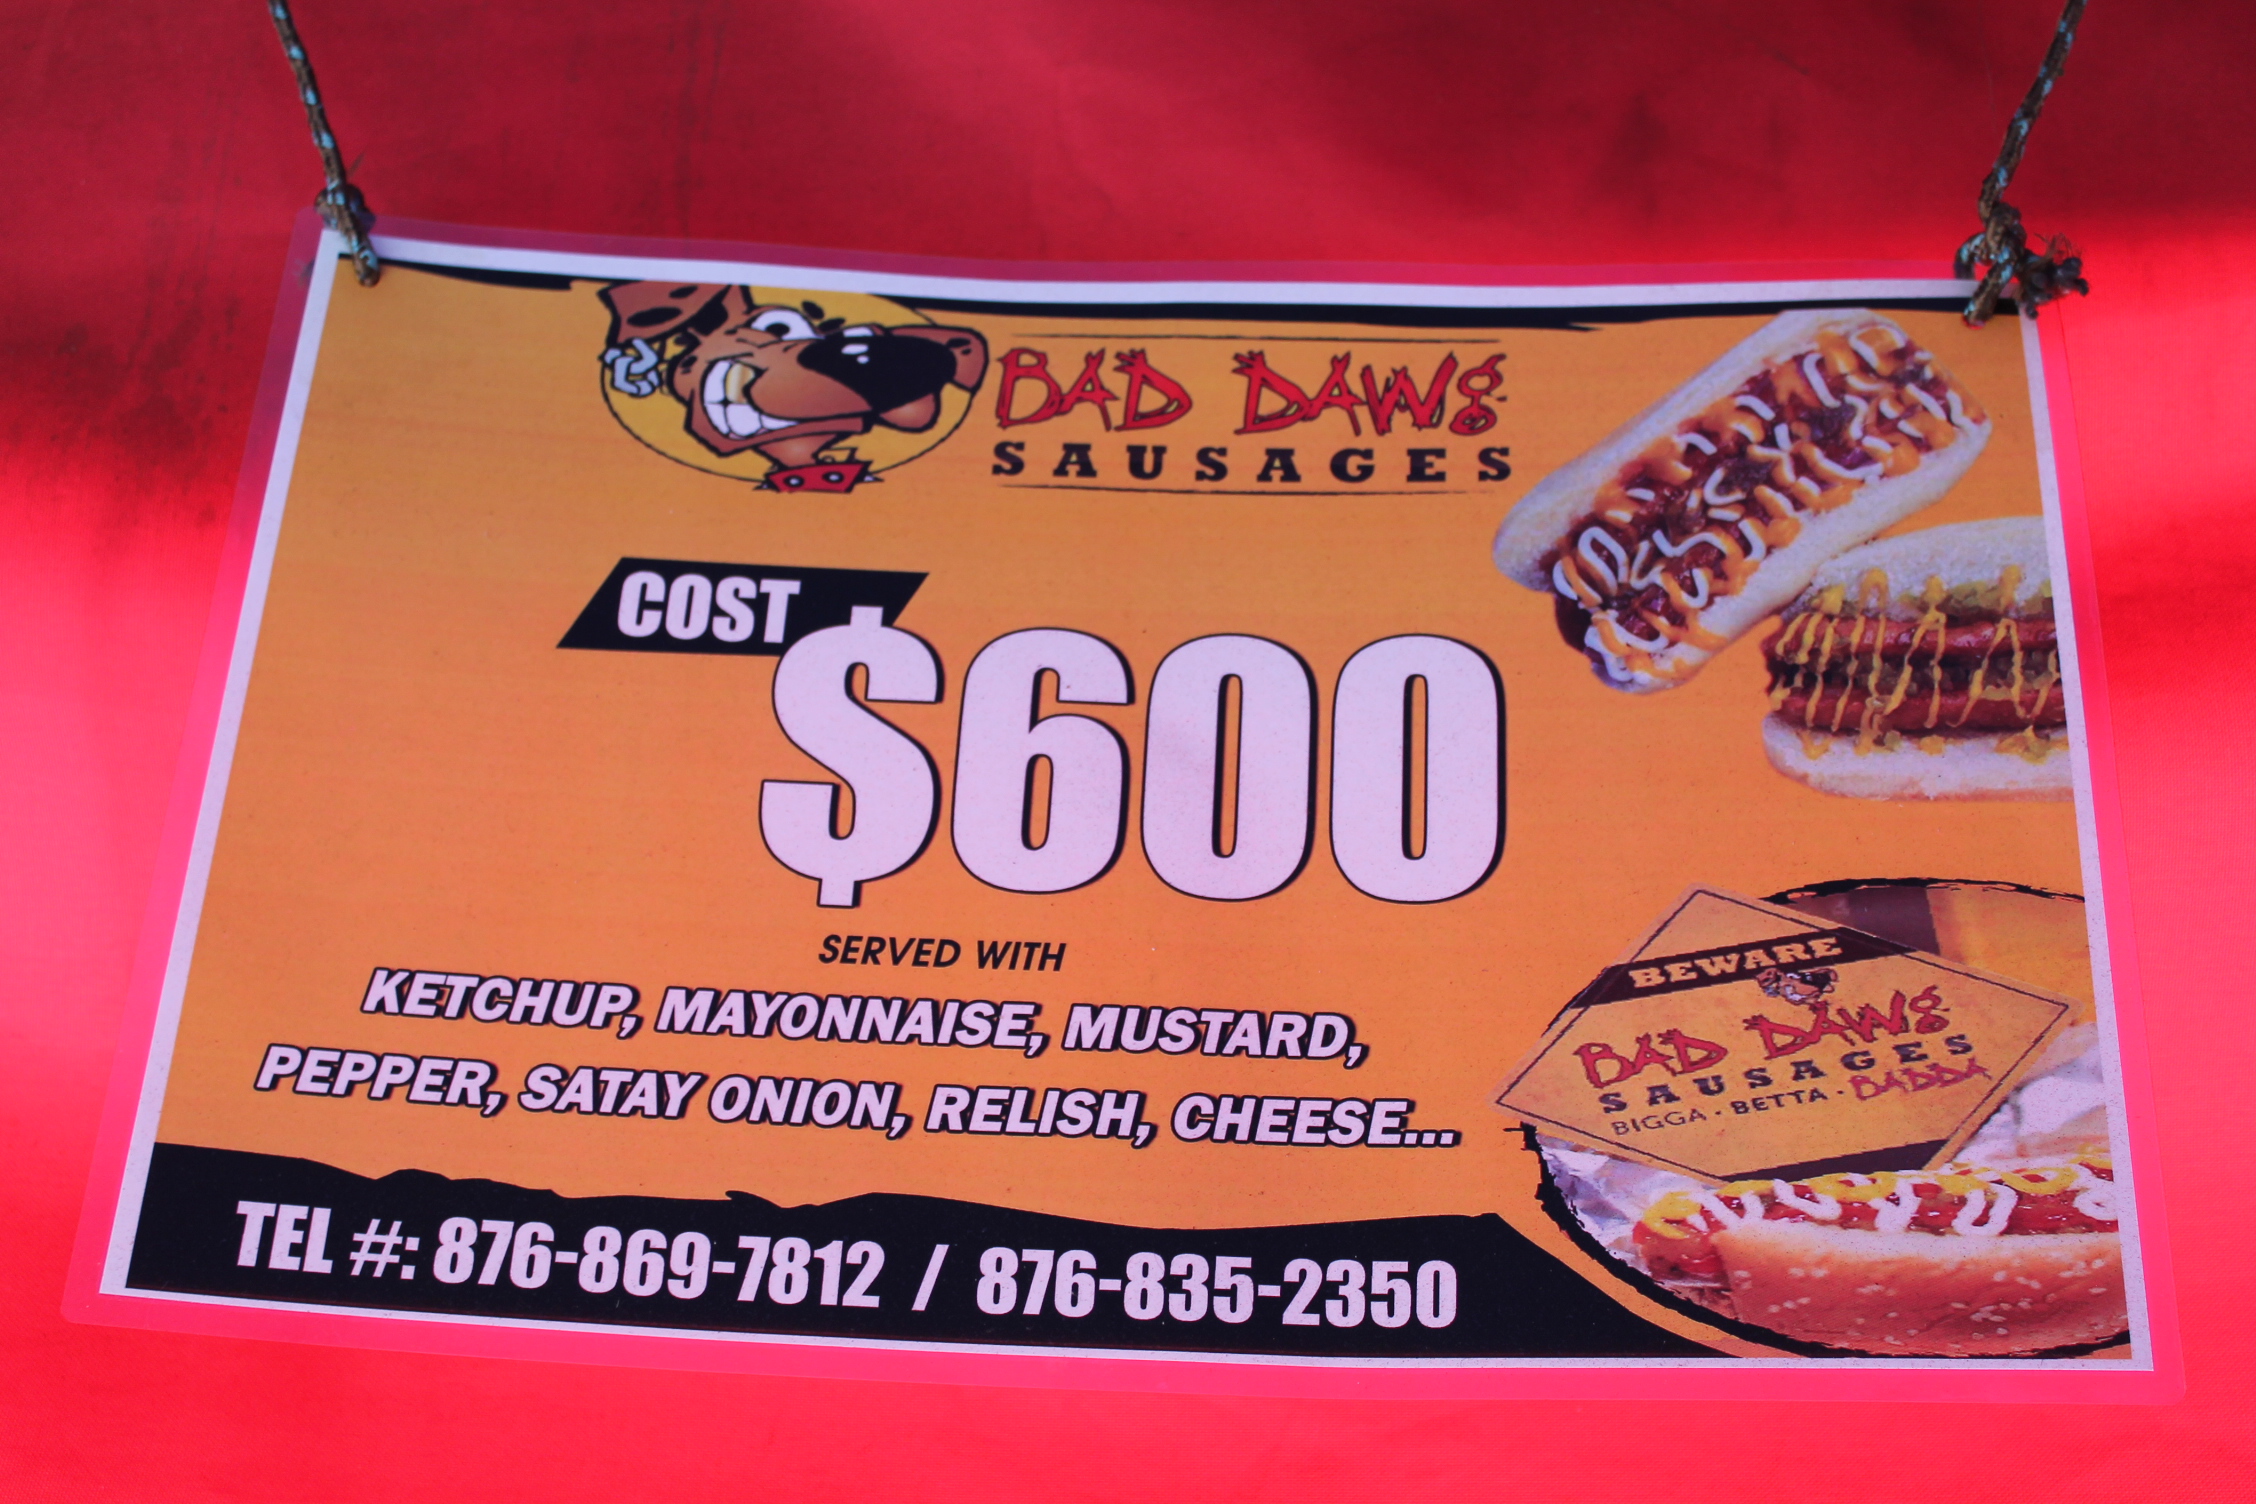 BAD DAWg
SAUSAGES
COST
$600
SERVED WITH
KETCHUP, MAYONNAISE, MUSTARD,
PEPPER, SATAY ONION, RELISH, CHEESE...
BEWARE
BAD DAWg
SAUSAGES
BIGGA · BETTA · BADDA
TEL #: 876-869-7812 / 876-835-2350